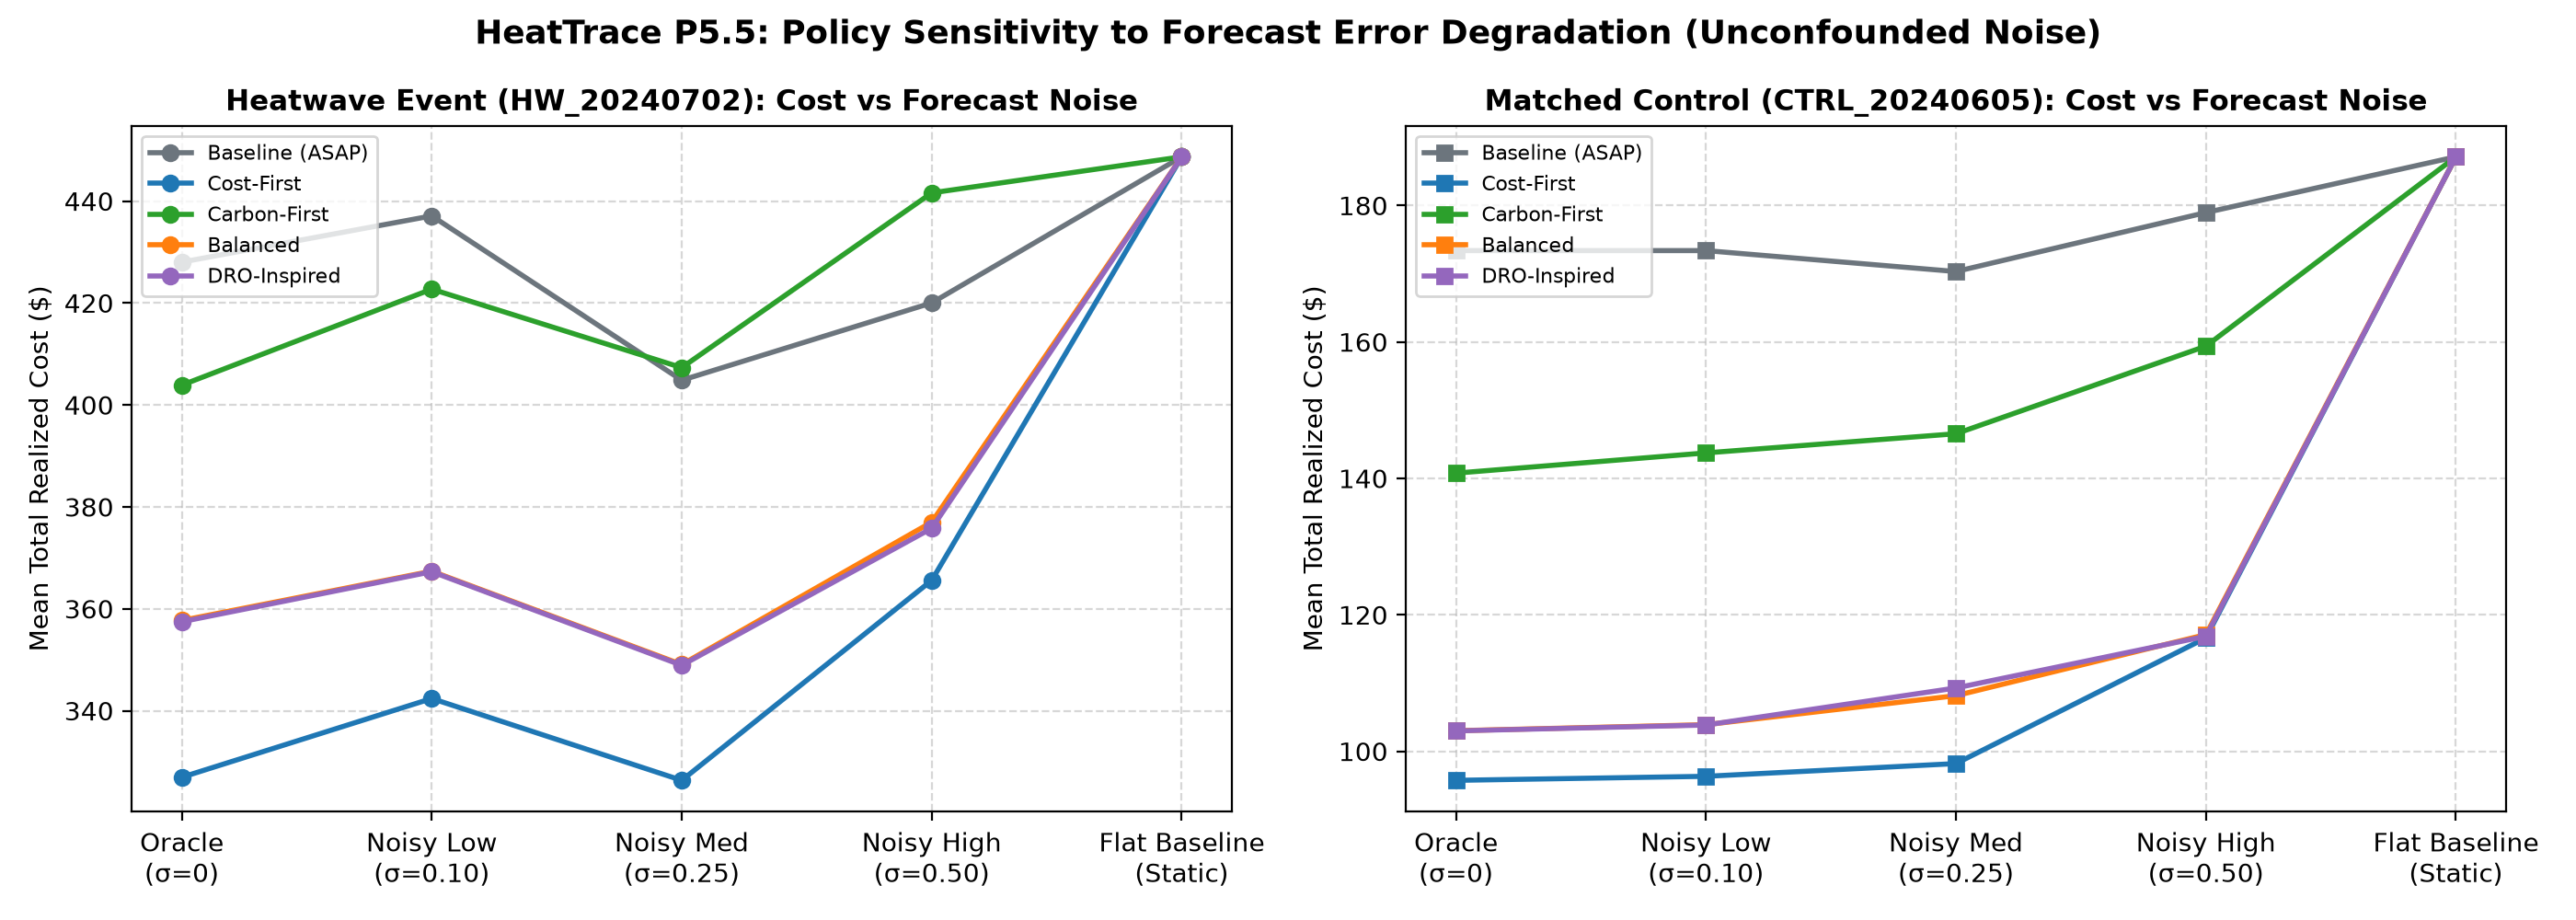 HeatTrace P5.5: Policy Sensitivity to Forecast Error Degradation (Unconfounded Noise)
Heatwave Event (HW_20240702): Cost vs Forecast Noise
Mean Total Realized Cost ($)
440
420
400
380
360
340
Baseline (ASAP)
Cost-First
Carbon-First
Balanced
DRO-Inspired
Oracle
(σ=0)
Noisy Low
(σ=0.10)
Noisy Med
(σ=0.25)
Noisy High
(σ=0.50)
Flat Baseline
(Static)
Matched Control (CTRL_20240605): Cost vs Forecast Noise
Mean Total Realized Cost ($)
180
160
140
120
100
Baseline (ASAP)
Cost-First
Carbon-First
Balanced
DRO-Inspired
Oracle
(σ=0)
Noisy Low
(σ=0.10)
Noisy Med
(σ=0.25)
Noisy High
(σ=0.50)
Flat Baseline
(Static)